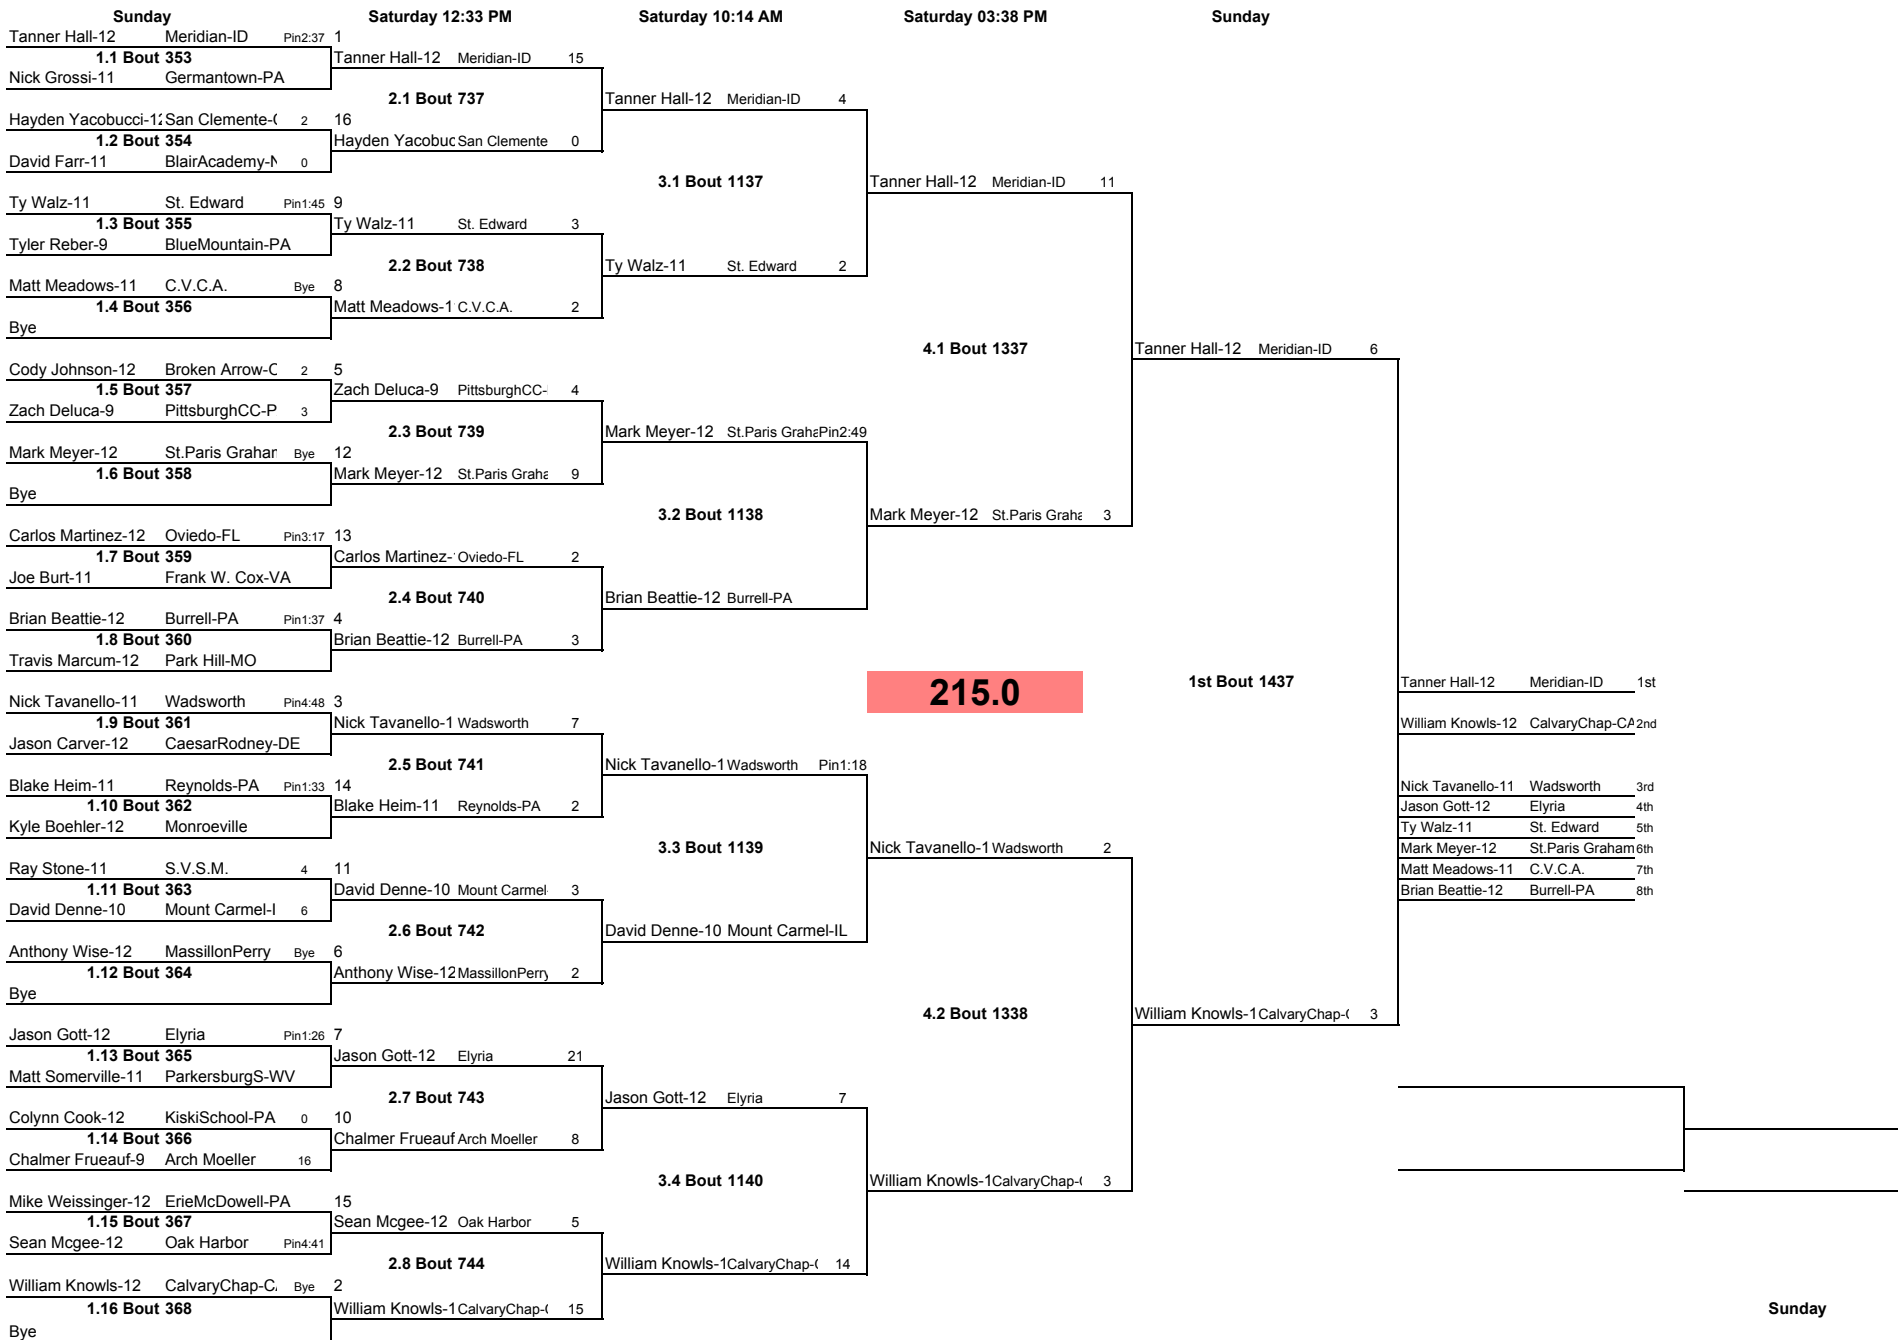 Sunday Saturday 12:33 PM Saturday 10:14 AM Saturday 03:38 PM Sunday
Tanner Hall-12 Meridian-ID Pin2:37 1
1.1 Bout 353 Tanner Hall-12 Meridian-ID 15
Nick Grossi-11 Germantown-PA
2.1 Bout 737 Tanner Hall-12 Meridian-ID 4
Hayden Yacobucci-12 San Clemente-( 2 16
1.2 Bout 354 Hayden Yacobuc San Clemente 0
David Farr-11 BlairAcademy-N 0
3.1 Bout 1137 Tanner Hall-12 Meridian-ID 11
Ty Walz-11 St. Edward Pin1:45 9
1.3 Bout 355 Ty Walz-11 St. Edward 3
Tyler Reber-9 BlueMountain-PA
2.2 Bout 738 Ty Walz-11 St. Edward 2
Matt Meadows-11 C.V.C.A. Bye 8
1.4 Bout 356 Matt Meadows-1 C.V.C.A. 2
Bye
4.1 Bout 1337 Tanner Hall-12 Meridian-ID 6
Cody Johnson-12 Broken Arrow-C 2 5
1.5 Bout 357 Zach Deluca-9 PittsburghCC- 4
Zach Deluca-9 PittsburghCC-P 3
2.3 Bout 739 Mark Meyer-12 St.Paris Graha Pin2:49
Mark Meyer-12 St.Paris Grahar Bye 12
1.6 Bout 358 Mark Meyer-12 St.Paris Graha 9
Bye
3.2 Bout 1138 Mark Meyer-12 St.Paris Graha 3
Carlos Martinez-12 Oviedo-FL Pin3:17 13
1.7 Bout 359 Carlos Martinez- Oviedo-FL 2
Joe Burt-11 Frank W. Cox-VA
2.4 Bout 740 Brian Beattie-12 Burrell-PA
Brian Beattie-12 Burrell-PA Pin1:37 4
1.8 Bout 360 Brian Beattie-12 Burrell-PA 3
Travis Marcum-12 Park Hill-MO
215.0 1st Bout 1437 Tanner Hall-12 Meridian-ID 1st
Nick Tavanello-11 Wadsworth Pin4:48 3
1.9 Bout 361 Nick Tavanello-1 Wadsworth 7 William Knowls-12 CalvaryChap-CA 2nd
Jason Carver-12 CaesarRodney-DE
2.5 Bout 741 Nick Tavanello-1 Wadsworth Pin1:18
Blake Heim-11 Reynolds-PA Pin1:33 14 Nick Tavanello-11 Wadsworth 3rd
1.10 Bout 362 Blake Heim-11 Reynolds-PA 2 Jason Gott-12 Elyria 4th
Kyle Boehler-12 Monroeville Ty Walz-11 St. Edward 5th
3.3 Bout 1139 Nick Tavanello-1 Wadsworth 2 Mark Meyer-12 St.Paris Graham 6th
Ray Stone-11 S.V.S.M. 4 11 Matt Meadows-11 C.V.C.A. 7th
1.11 Bout 363 David Denne-10 Mount Carmel- 3 Brian Beattie-12 Burrell-PA 8th
David Denne-10 Mount Carmel-I 6
2.6 Bout 742 David Denne-10 Mount Carmel-IL
Anthony Wise-12 MassillonPerry Bye 6
1.12 Bout 364 Anthony Wise-12 MassillonPerry 2
Bye
4.2 Bout 1338 William Knowls-1 CalvaryChap-( 3
Jason Gott-12 Elyria Pin1:26 7
1.13 Bout 365 Jason Gott-12 Elyria 21
Matt Somerville-11 ParkersburgS-WV
2.7 Bout 743 Jason Gott-12 Elyria 7
Colynn Cook-12 KiskiSchool-PA 0 10
1.14 Bout 366 Chalmer Frueauf Arch Moeller 8
Chalmer Frueauf-9 Arch Moeller 16
3.4 Bout 1140 William Knowls-1 CalvaryChap-( 3
Mike Weissinger-12 ErieMcDowell-PA 15
1.15 Bout 367 Sean Mcgee-12 Oak Harbor 5
Sean Mcgee-12 Oak Harbor Pin4:41
2.8 Bout 744 William Knowls-1 CalvaryChap-( 14
William Knowls-12 CalvaryChap-C. Bye 2
1.16 Bout 368 William Knowls-1 CalvaryChap-( 15 Sunday
Bye